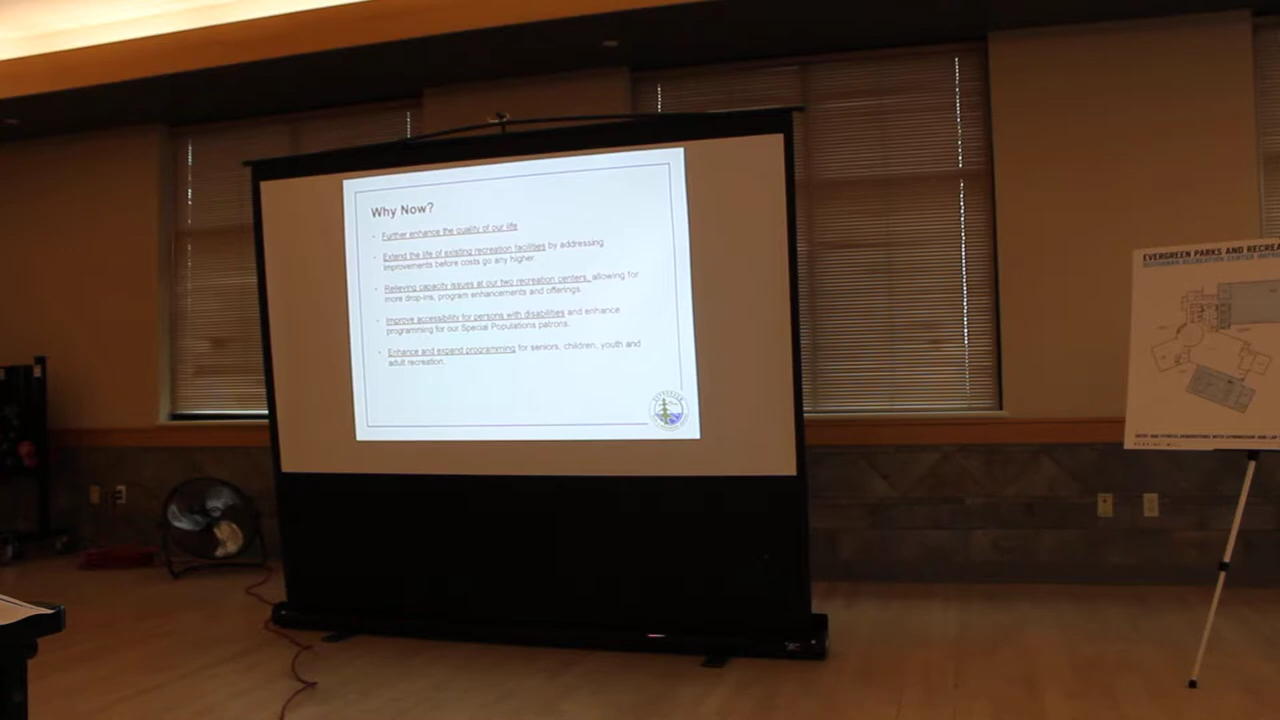 Why Now?
• Further enhance the quality of our life
• Extend the life of existing recreation facilities by addressing
improvements before costs go any higher.
• Relieving capacity issues at our two recreation centers, allowing for
more drop-ins, program enhancements and offerings.
• Improve accessibility for persons with disabilities and enhance
programming for our Special Populations patrons.
• Enhance and expand programming for seniors, children, youth and
adult recreation.
EVERGREEN
EVERGREEN PARKS AND RECREA
RECREATION CENTER